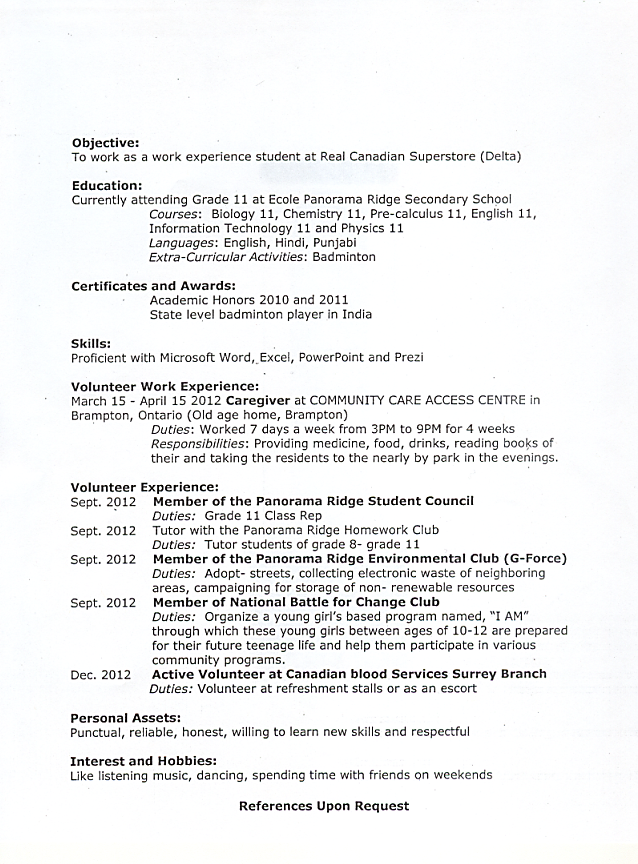 Objective:
To work as a work experience student at Real Canadian Superstore (Delta)
Education:
Currently attending Grade 11 at Ecole Panorama Ridge Secondary School
Courses: Biology 11, Chemistry 11, Pre-calculus 11, English 11,
Information Technology 11 and Physics 11
Languages: English, Hindi, Punjabi
Extra-Curricular Activities: Badminton
Certificates and Awards:
Academic Honors 2010 and 2011
State level badminton player in India
Skills:
Proficient with Microsoft Word, Excel, PowerPoint and Prezi
Volunteer Work Experience:
March 15 - April 15 2012 Caregiver at COMMUNITY CARE ACCESS CENTRE in
Brampton, Ontario (Old age home, Brampton)
Duties: Worked 7 days a week from 3PM to 9PM for 4 weeks
Responsibilities: Providing medicine, food, drinks, reading books of
their and taking the residents to the nearly by park in the evenings.
Volunteer Experience:
Sept. 2012 Member of the Panorama Ridge Student Council
Duties: Grade 11 Class Rep
Sept. 2012 Tutor with the Panorama Ridge Homework Club
Duties: Tutor students of grade 8- grade 11
Sept. 2012 Member of the Panorama Ridge Environmental Club (G-Force)
Duties: Adopt- streets, collecting electronic waste of neighboring
areas, campaigning for storage of non- renewable resources
Sept. 2012 Member of National Battle for Change Club
Duties: Organize a young girl's based program named, "I AM"
through which these young girls between ages of 10-12 are prepared
for their future teenage life and help them participate in various
community programs.
Dec. 2012 Active Volunteer at Canadian blood Services Surrey Branch
Duties: Volunteer at refreshment stalls or as an escort
Personal Assets:
Punctual, reliable, honest, willing to learn new skills and respectful
Interest and Hobbies:
Like listening music, dancing, spending time with friends on weekends
References Upon Request